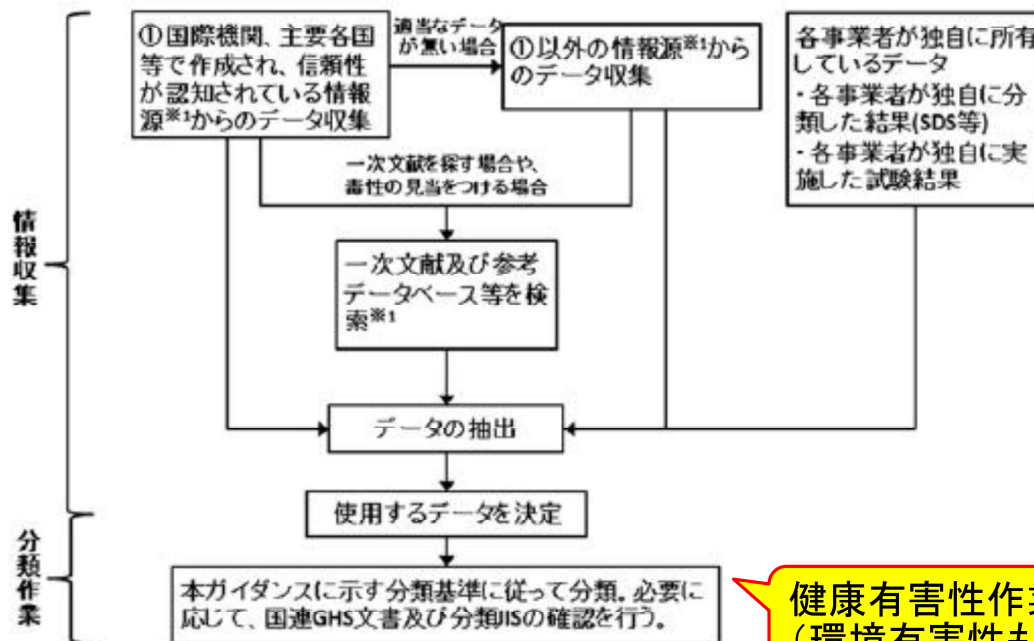 ①国際機関、主要各国
等で作成され、信頼性
が認知されている情報
源※1からのデータ収集
適当なデータ
が無い場合
①以外の情報源※1から
のデータ収集
各事業者が独自に所有
しているデータ
・各事業者が独自に分
類した結果(SDS等)
・各事業者が独自に実
施した試験結果
一次文献を探す場合や、
毒性の見当をつける場合
情報収集
一次文献及び参考
データベース等を検
索※1
データの抽出
使用するデータを決定
分類作業
本ガイダンスに示す分類基準に従って分類。必要に
応じて、国連GHS文書及び分類JISの確認を行う。
健康有害性作業
(環境有害性も